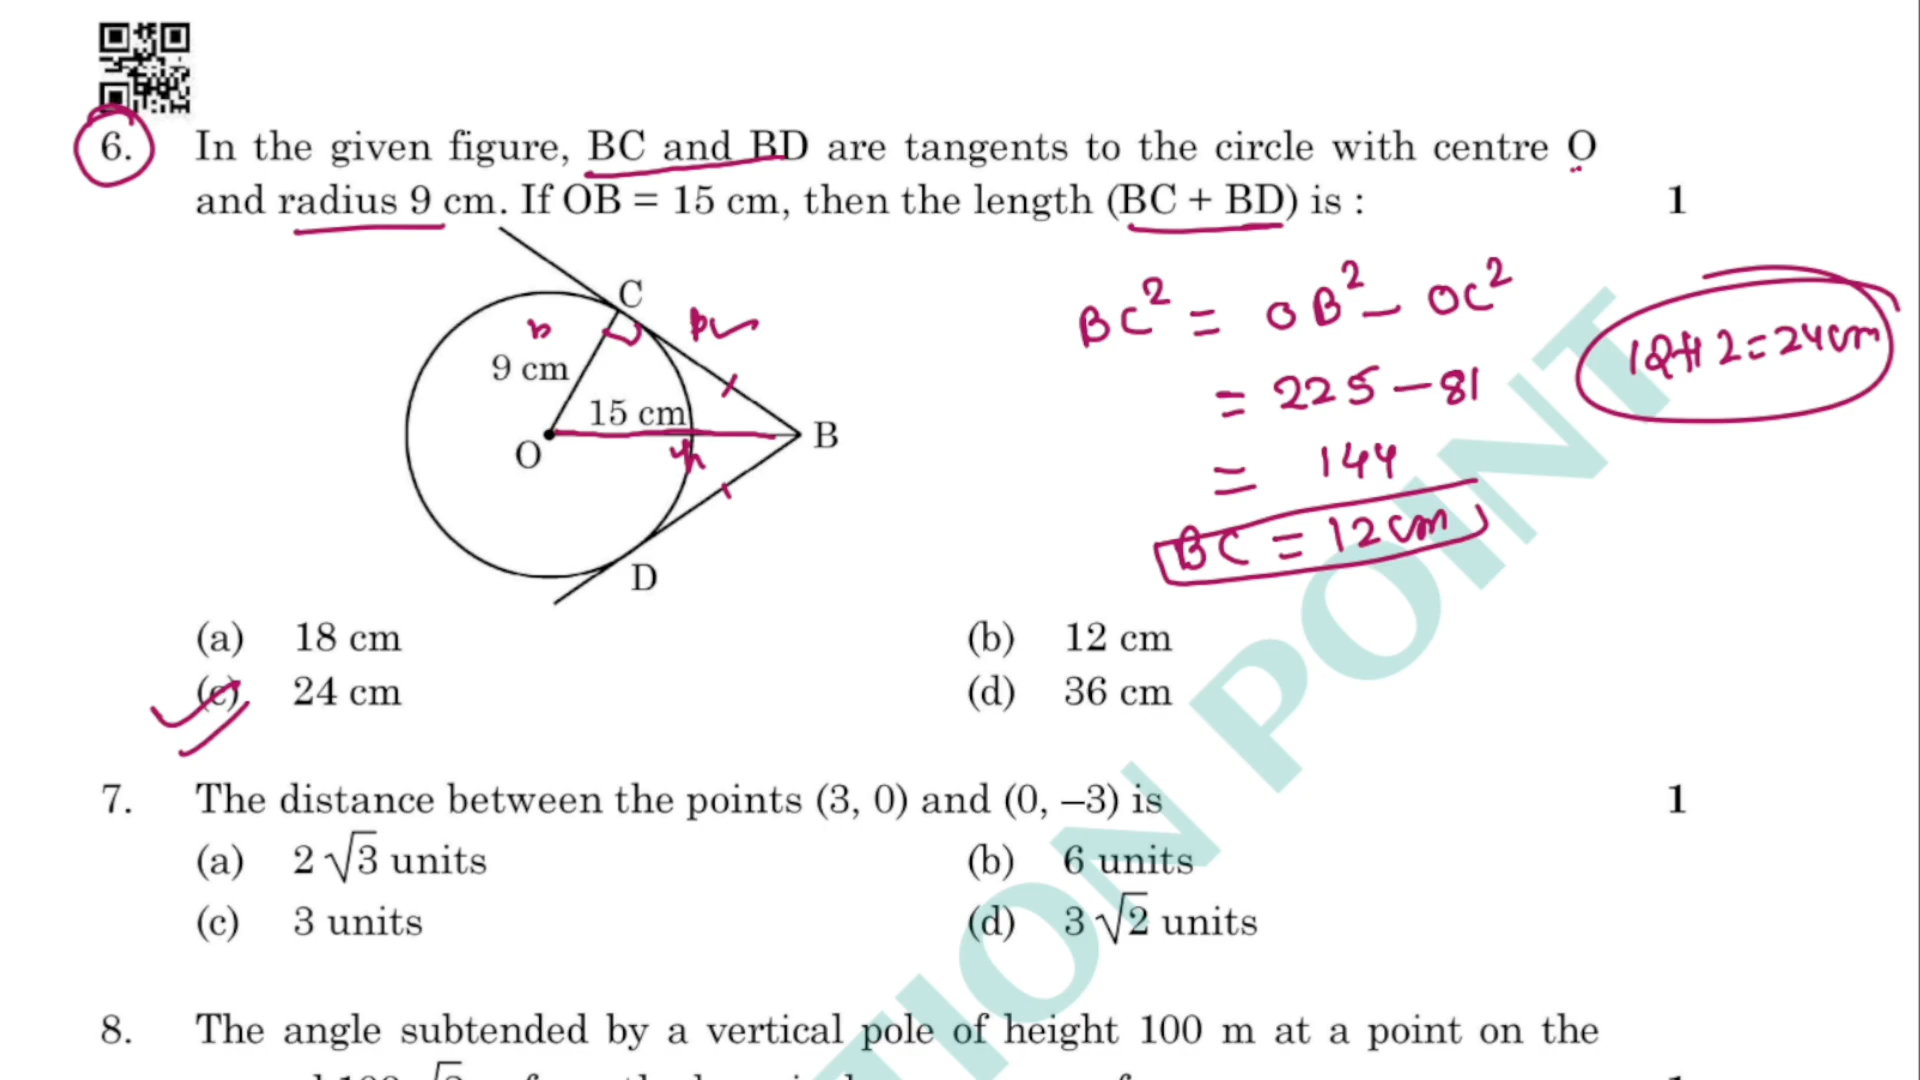 6. In the given figure, BC and BD are tangents to the circle with centre O
and radius 9 cm. If OB = 15 cm, then the length (BC + BD) is : 1
C
b
9 cm
15 cm
O
B
h
D
BC² = OB² – OC²
= 225 – 81
= 144
BC = 12 cm
12+12=24cm
(a) 18 cm (b) 12 cm
(c) 24 cm (d) 36 cm
7. The distance between the points (3, 0) and (0, –3) is 1
(a) 2√3 units (b) 6 units
(c) 3 units (d) 3√2 units
8. The angle subtended by a vertical pole of height 100 m at a point on the
TION POINT